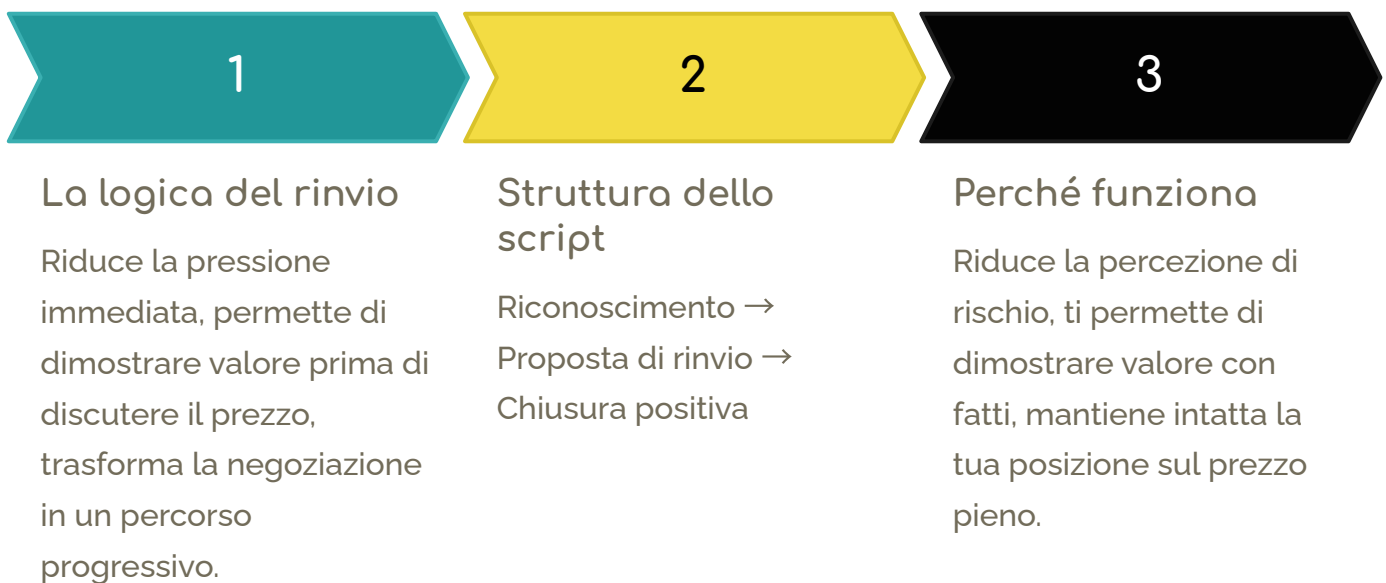 1
La logica del rinvio
Riduce la pressione
immediata, permette di
dimostrare valore prima di
discutere il prezzo,
trasforma la negoziazione
in un percorso
progressivo.
2
Struttura dello
script
Riconoscimento →
Proposta di rinvio →
Chiusura positiva
3
Perché funziona
Riduce la percezione di
rischio, ti permette di
dimostrare valore con
fatti, mantiene intatta la
tua posizione sul prezzo
pieno.